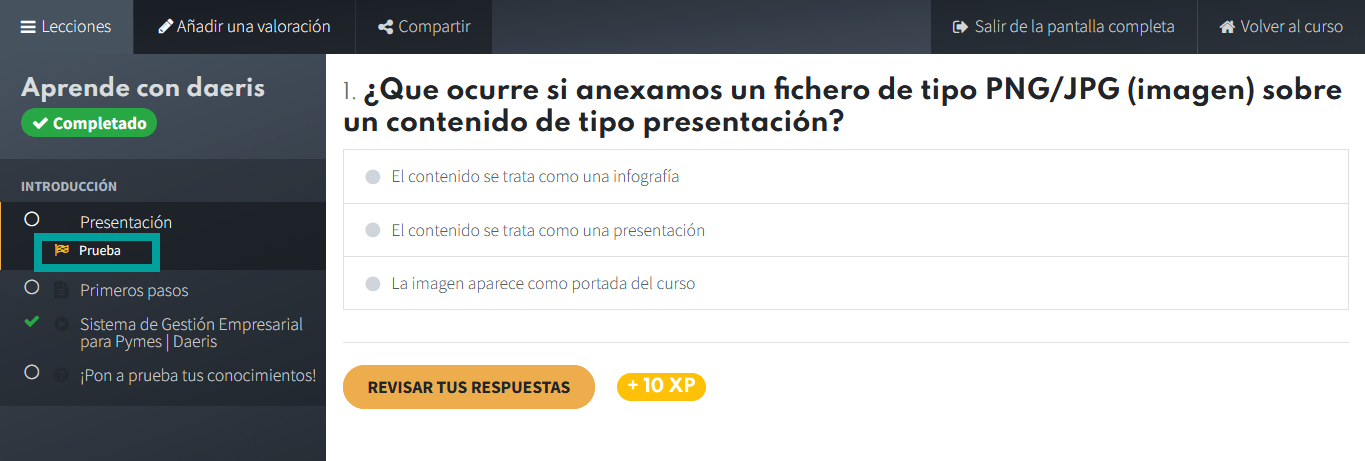 Lecciones
Añadir una valoración
Compartir
Salir de la pantalla completa
Volver al curso
Aprende con daeris
Completado
INTRODUCCIÓN
Presentación
Prueba
Primeros pasos
Sistema de Gestión Empresarial
para Pymes | Daeris
¡Pon a prueba tus conocimientos!
1. ¿Que ocurre si anexamos un fichero de tipo PNG/JPG (imagen) sobre
un contenido de tipo presentación?
El contenido se trata como una infografía
El contenido se trata como una presentación
La imagen aparece como portada del curso
REVISAR TUS RESPUESTAS
+ 10 XP